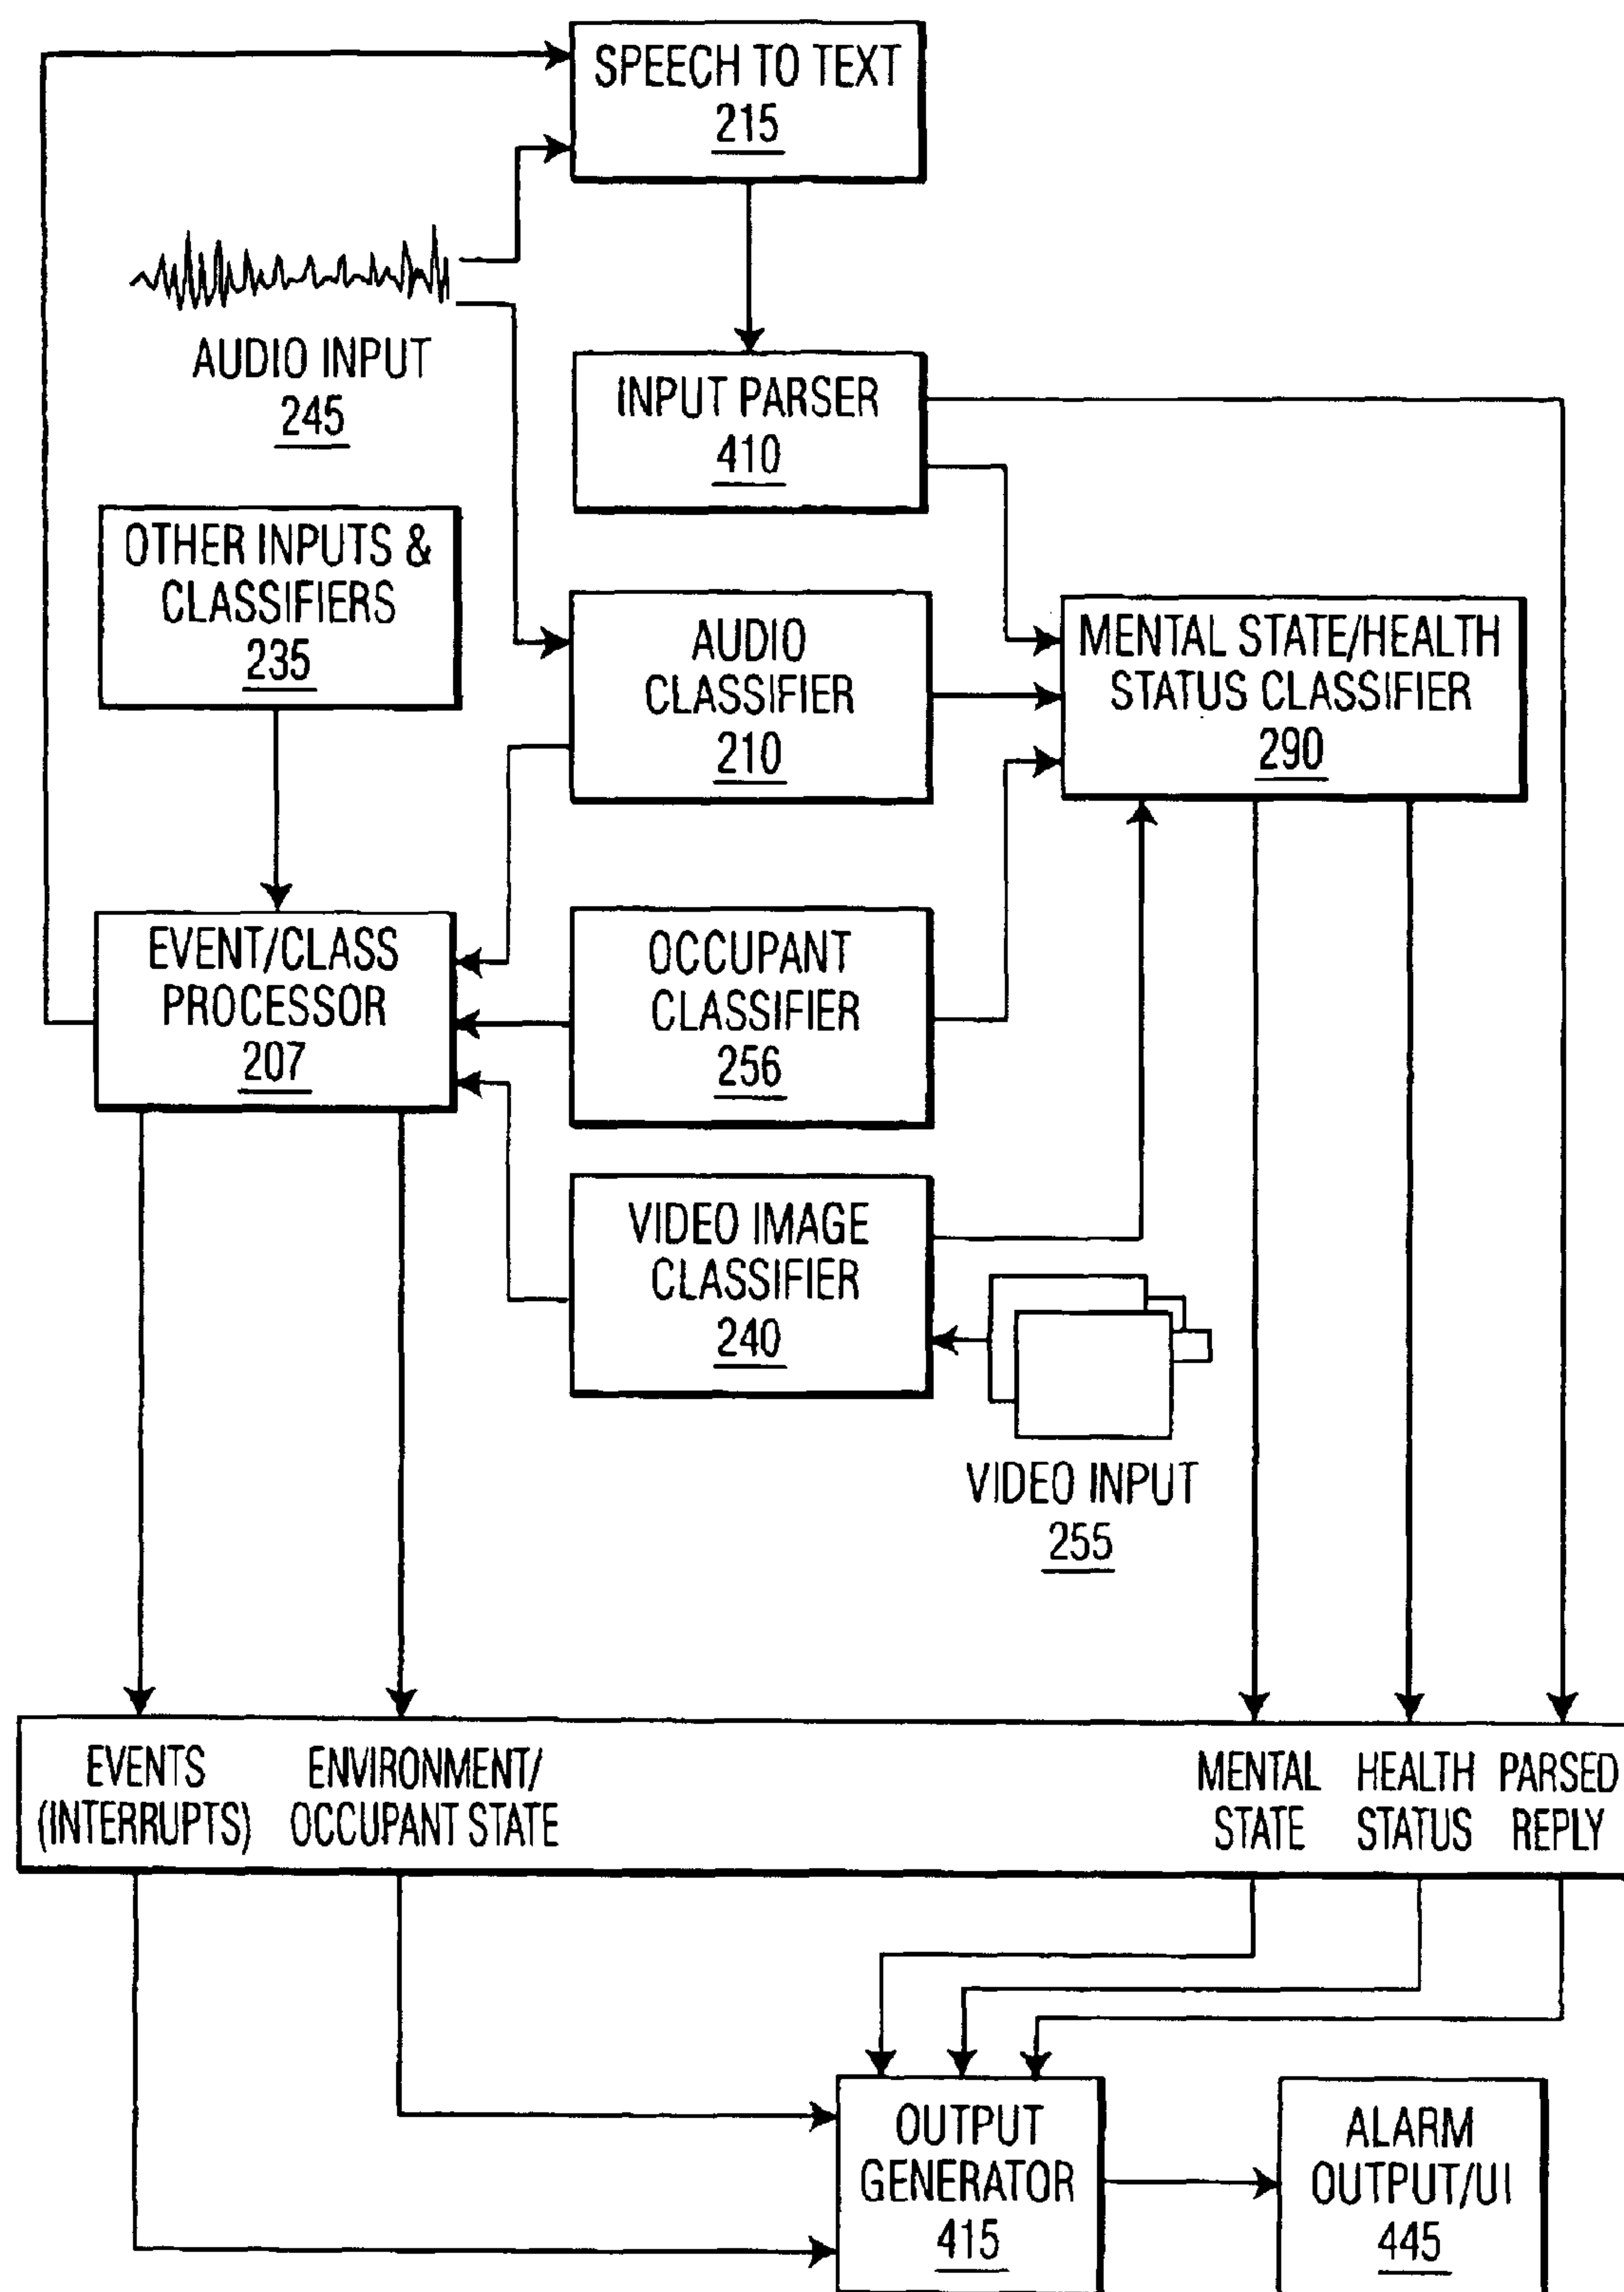 SPEECH TO TEXT
215
AUDIO INPUT
245
INPUT PARSER
410
OTHER INPUTS &
CLASSIFIERS
235
AUDIO
CLASSIFIER
210
MENTAL STATE/HEALTH
STATUS CLASSIFIER
290
EVENT/CLASS
PROCESSOR
207
OCCUPANT
CLASSIFIER
256
VIDEO IMAGE
CLASSIFIER
240
VIDEO INPUT
255
EVENTS
(INTERRUPTS)
ENVIRONMENT/
OCCUPANT STATE
MENTAL
STATE
HEALTH
STATUS
PARSED
REPLY
OUTPUT
GENERATOR
415
ALARM
OUTPUT/UI
445